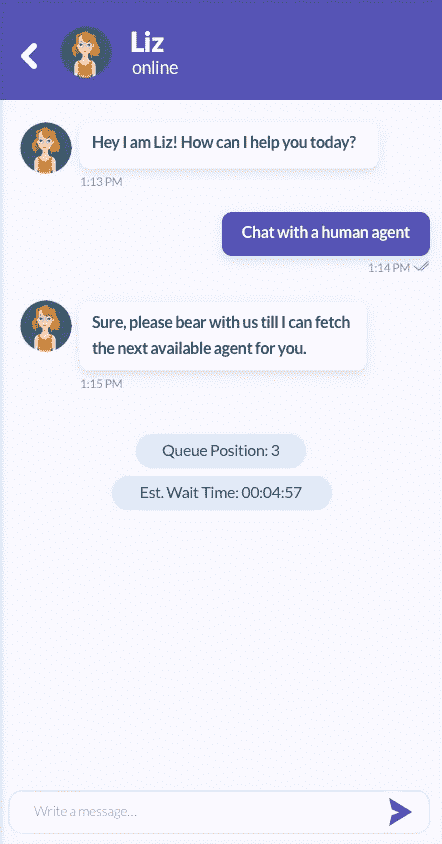 Liz
online
Hey I am Liz! How can I help you today?
1:13 PM
Chat with a human agent
1:14 PM
Sure, please bear with us till I can fetch
the next available agent for you.
1:15 PM
Queue Position: 3
Est. Wait Time: 00:04:57
Write a message...